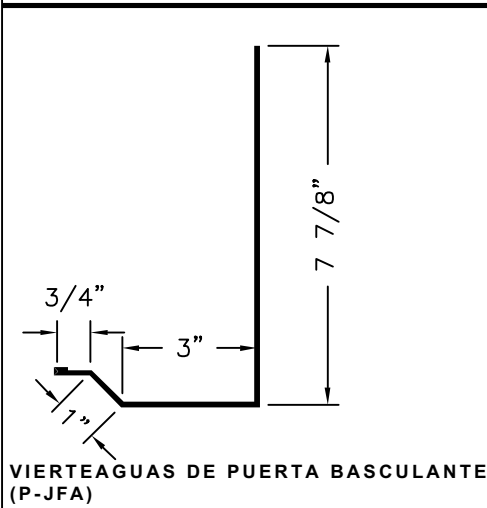 7 7/8”
3/4”
3”
1”
VIERTEAGUAS DE PUERTA BASCULANTE
(P-JFA)